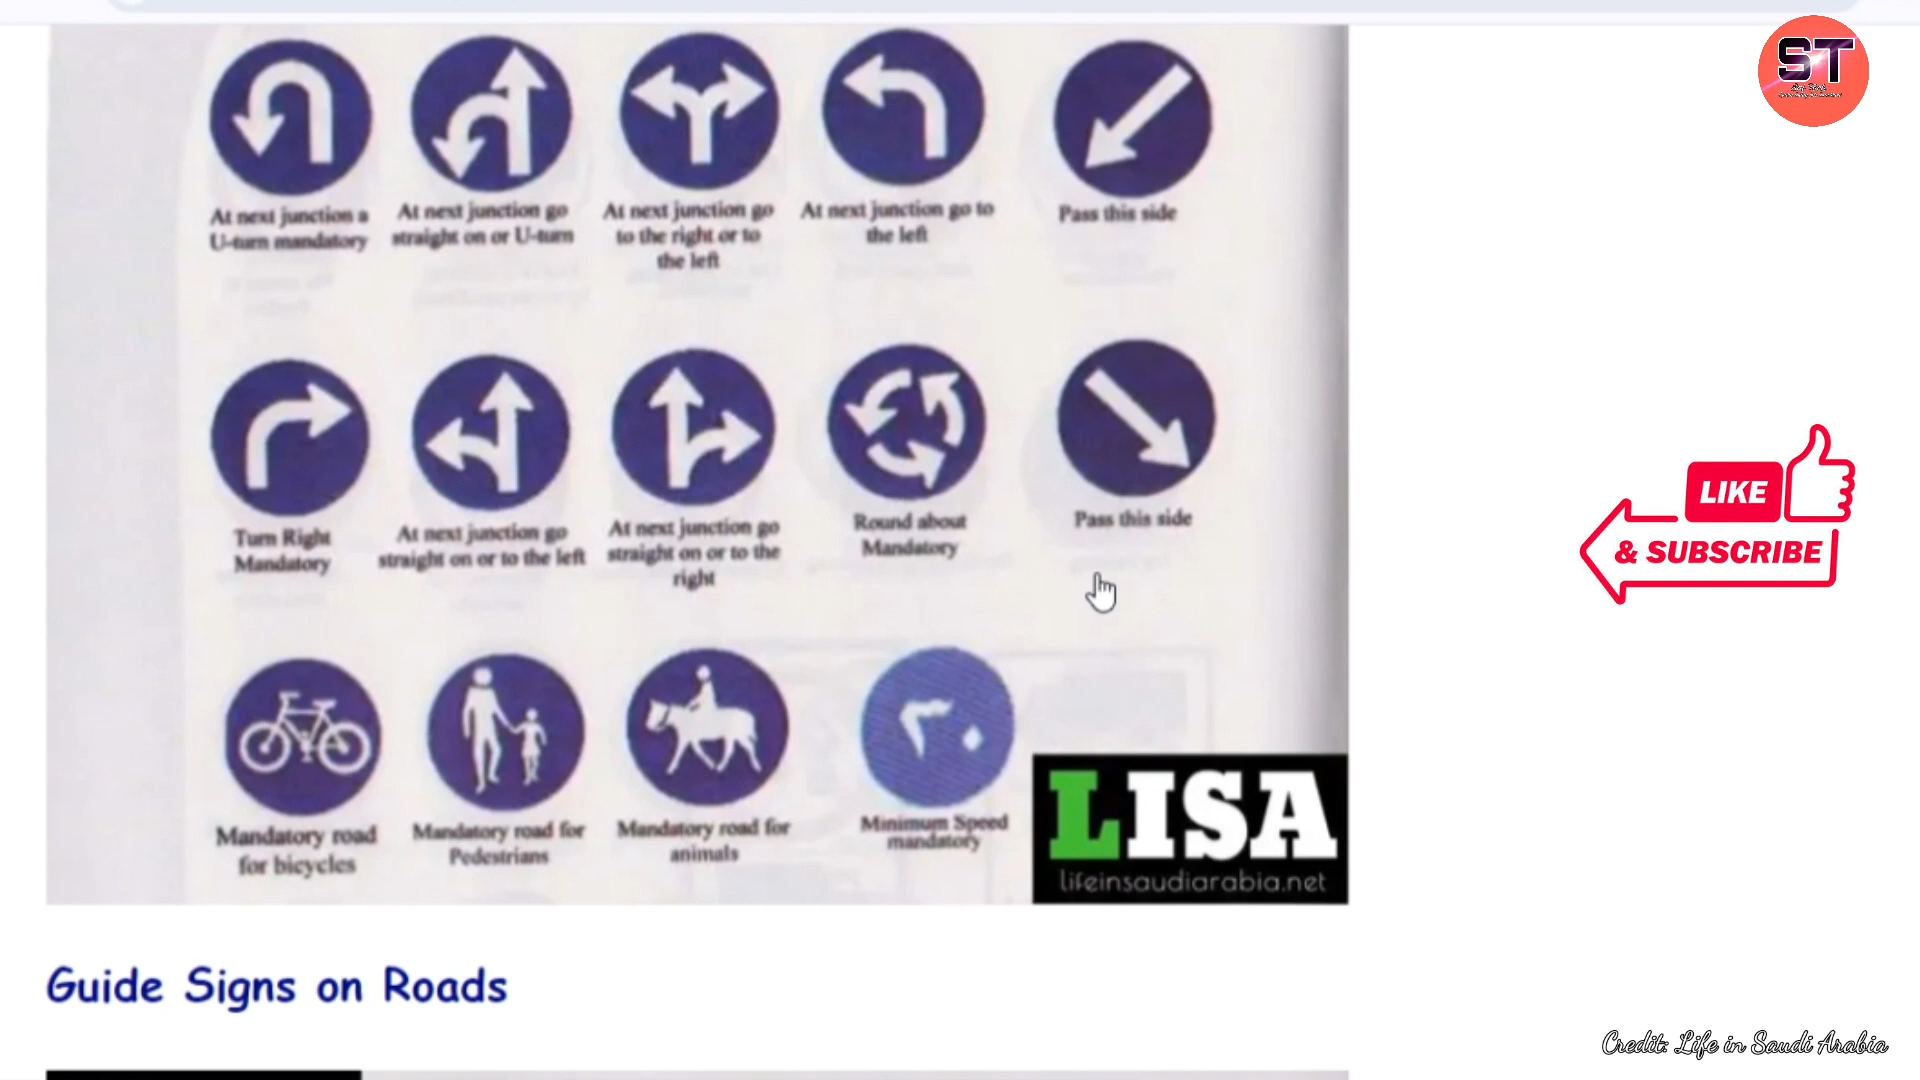 ST
At next junction a
U-turn mandatory
At next junction go
straight on or U-turn
At next junction go
to the right or to
the left
At next junction go to
the left
Pass this side
Turn Right
Mandatory
At next junction go
straight on or to the left
At next junction go
straight on or to the
right
Round about
Mandatory
Pass this side
LIKE
& SUBSCRIBE
Mandatory road
for bicycles
Mandatory road for
Pedestrians
Mandatory road for
animals
٣٠
Minimum Speed
mandatory
LISA
lifeinsaudiarabia.net
Guide Signs on Roads
Credit: Life in Saudi Arabia